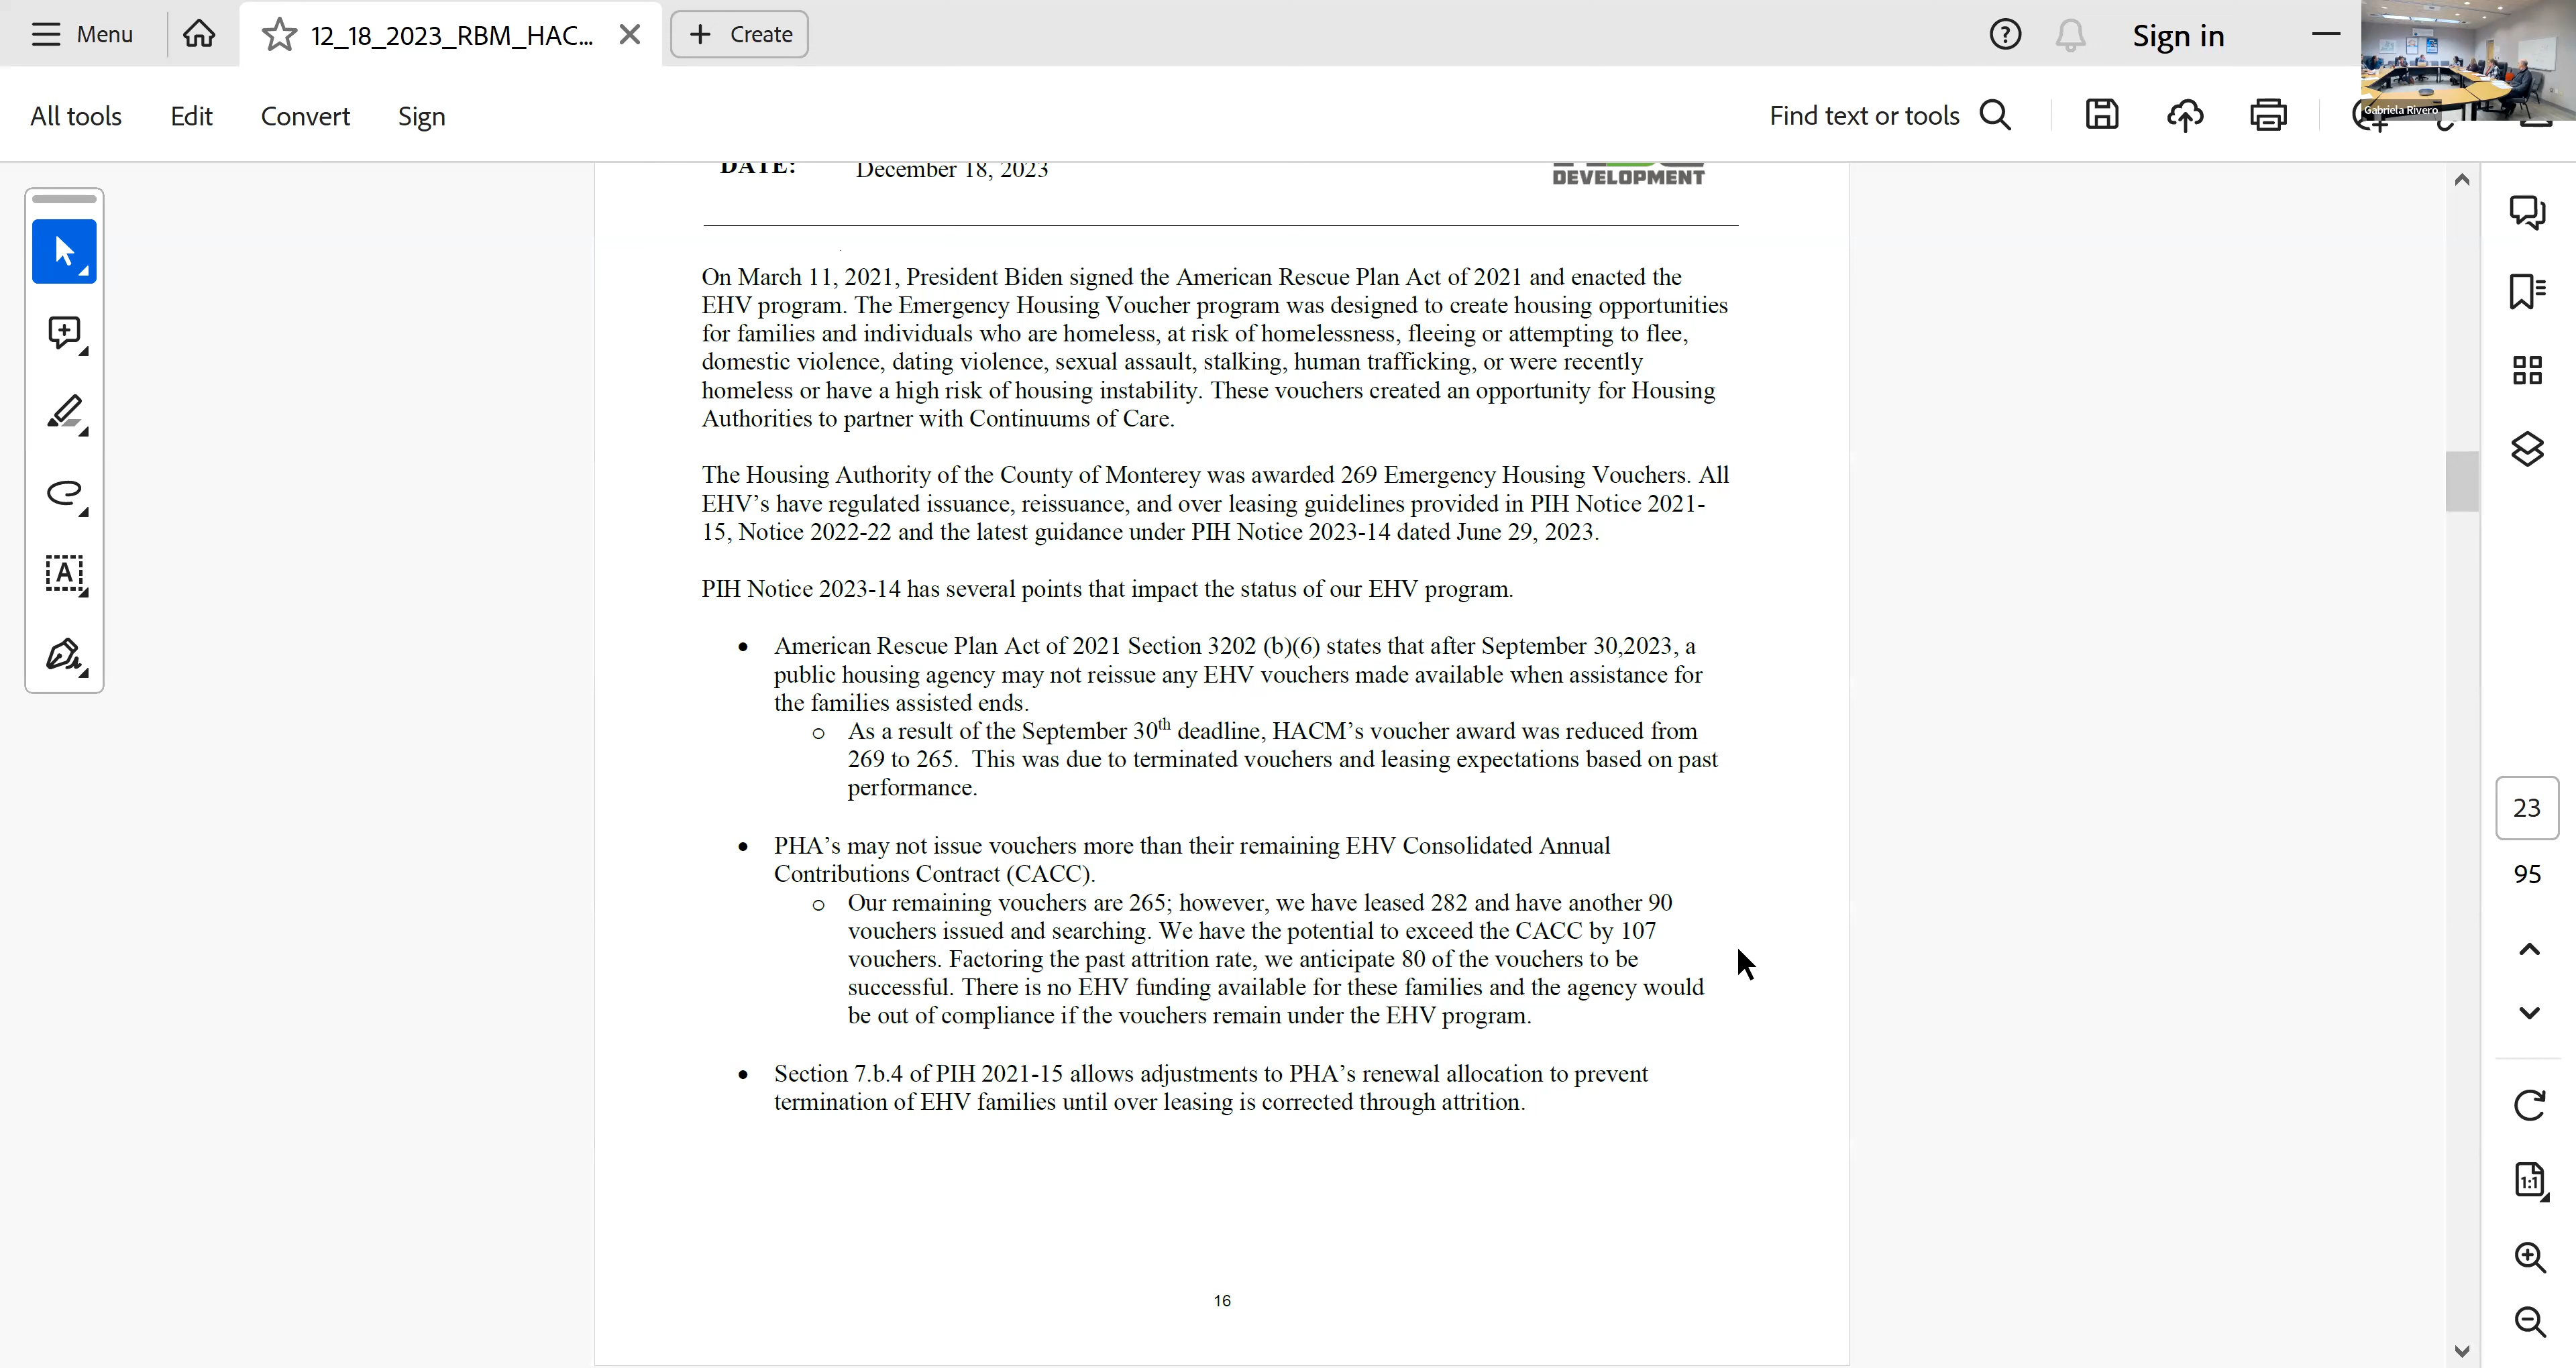 Menu
12_18_2023_RBM_HAC...
Create
Sign in
All tools
Edit
Convert
Sign
Find text or tools
Gabriela Rivero
DATE: December 18, 2023
DEVELOPMENT
On March 11, 2021, President Biden signed the American Rescue Plan Act of 2021 and enacted the
EHV program. The Emergency Housing Voucher program was designed to create housing opportunities
for families and individuals who are homeless, at risk of homelessness, fleeing or attempting to flee,
domestic violence, dating violence, sexual assault, stalking, human trafficking, or were recently
homeless or have a high risk of housing instability. These vouchers created an opportunity for Housing
Authorities to partner with Continuums of Care.
The Housing Authority of the County of Monterey was awarded 269 Emergency Housing Vouchers. All
EHV’s have regulated issuance, reissuance, and over leasing guidelines provided in PIH Notice 2021-
15, Notice 2022-22 and the latest guidance under PIH Notice 2023-14 dated June 29, 2023.
PIH Notice 2023-14 has several points that impact the status of our EHV program.
• American Rescue Plan Act of 2021 Section 3202 (b)(6) states that after September 30,2023, a
public housing agency may not reissue any EHV vouchers made available when assistance for
the families assisted ends.
o As a result of the September 30th deadline, HACM’s voucher award was reduced from
269 to 265. This was due to terminated vouchers and leasing expectations based on past
performance.
• PHA’s may not issue vouchers more than their remaining EHV Consolidated Annual
Contributions Contract (CACC).
o Our remaining vouchers are 265; however, we have leased 282 and have another 90
vouchers issued and searching. We have the potential to exceed the CACC by 107
vouchers. Factoring the past attrition rate, we anticipate 80 of the vouchers to be
successful. There is no EHV funding available for these families and the agency would
be out of compliance if the vouchers remain under the EHV program.
• Section 7.b.4 of PIH 2021-15 allows adjustments to PHA’s renewal allocation to prevent
termination of EHV families until over leasing is corrected through attrition.
16
23
95
1:1